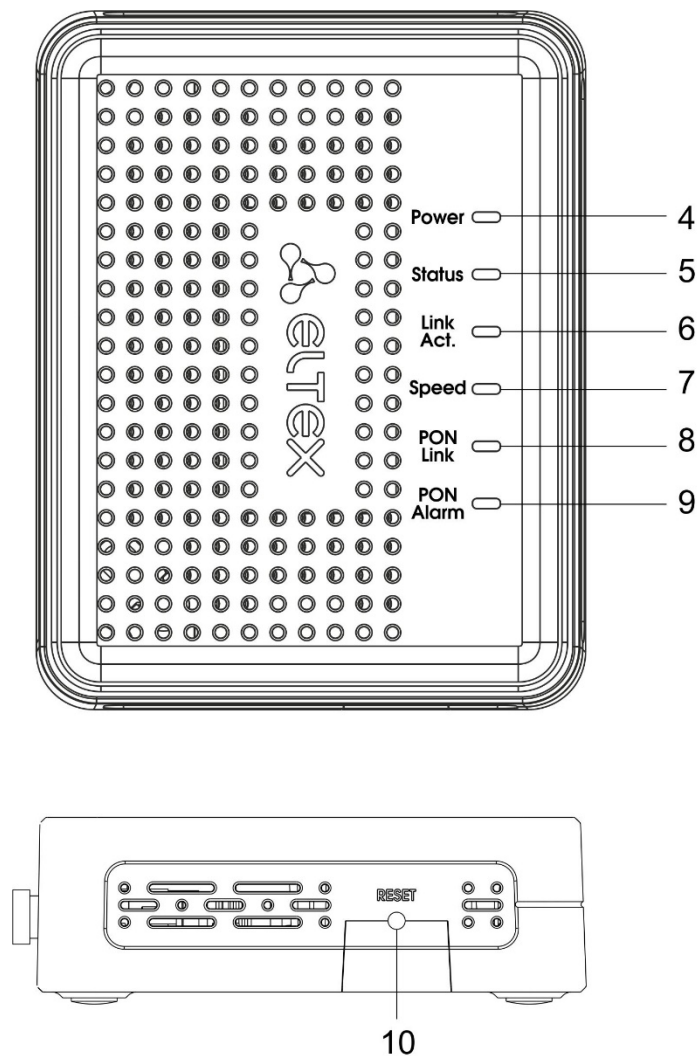 Power 4
Status 5
Link
Act. 6
Speed 7
PON
Link 8
PON
Alarm 9
ELTEX
RESET
10